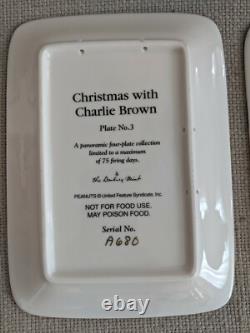 Christmas with
Charlie Brown
Plate No.3
A panoramic four-plate collection
limited to a maximum
of 75 firing days.
the Danbury Mint
PEANUTS © United Feature Syndicate, Inc.
NOT FOR FOOD USE.
MAY POISON FOOD.
Serial No.
A680
ebay